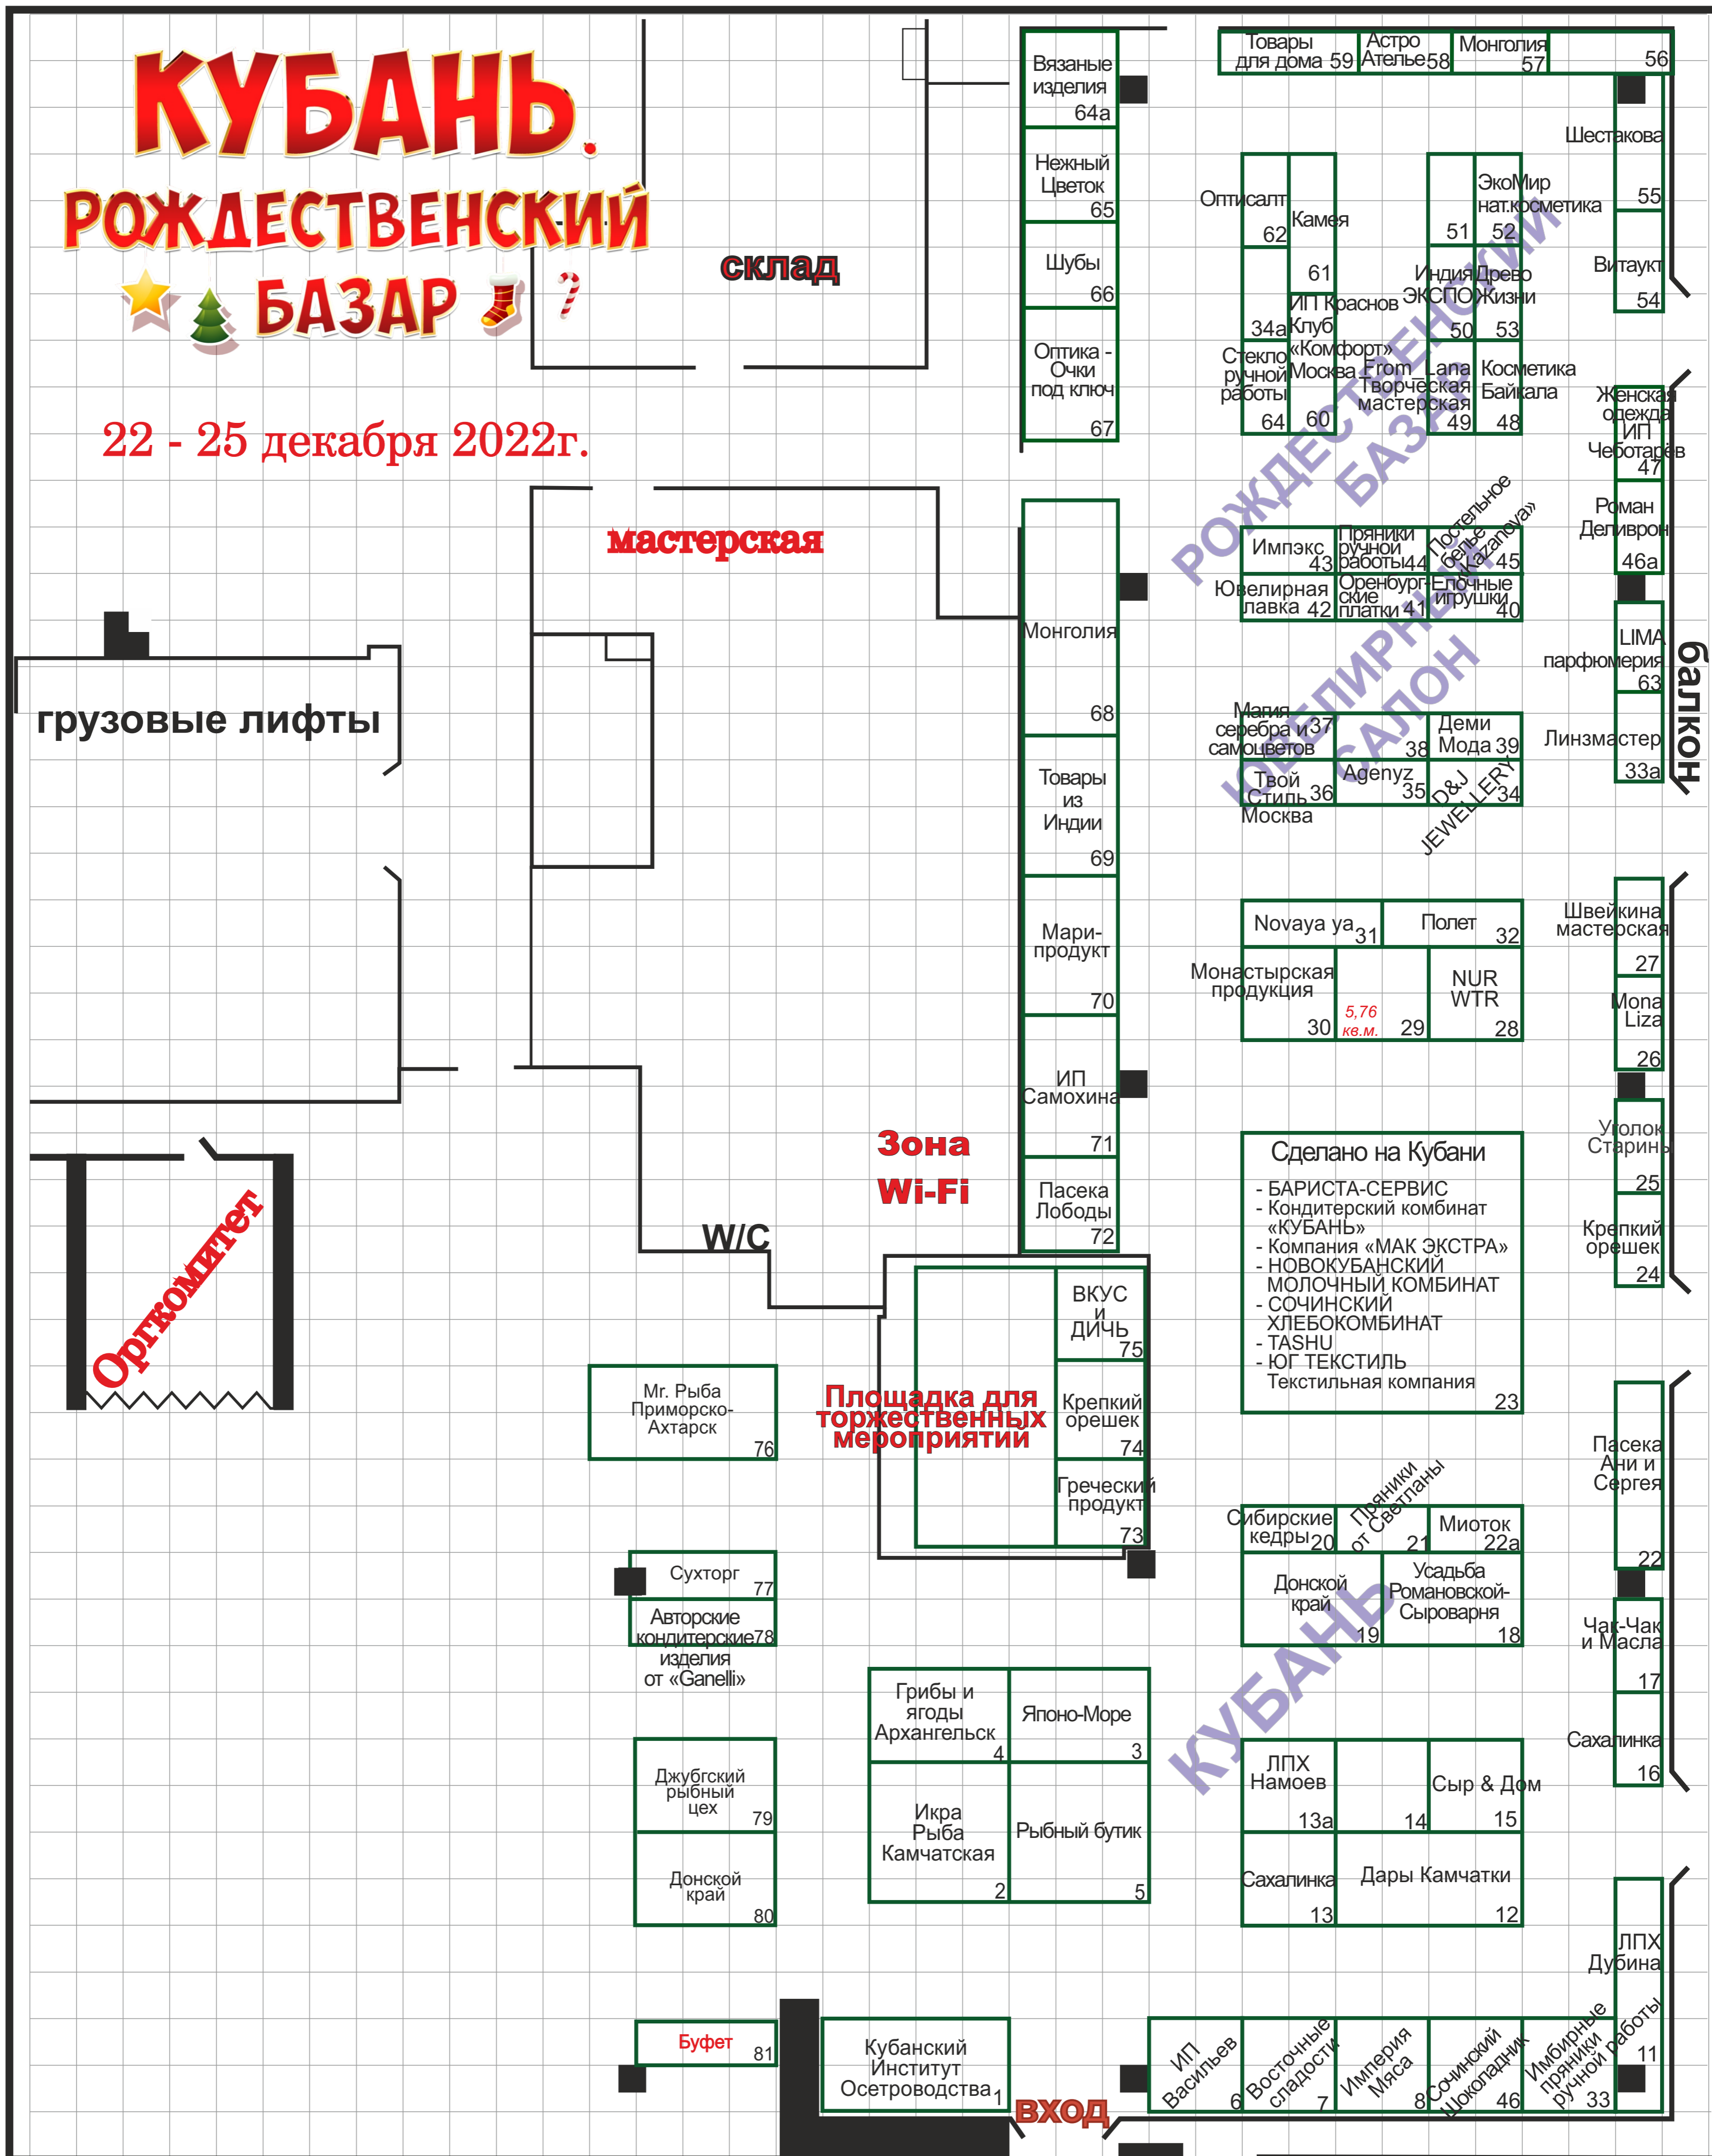 КУБАНЬ.
РОЖДЕСТВЕНСКИЙ
БАЗАР
22 - 25 декабря 2022г.
склад
мастерская
грузовые лифты
Оргкомитет
W/C
Зона
Wi-Fi
Площадка для
торжественных
мероприятий
балкон
вход
РОЖДЕСТВЕНСКИЙ
БАЗАР
ЮВЕЛИРНЫЙ
САЛОН
КУБАНЬ
Вязаные
изделия
64а
Нежный
Цветок
65
Шубы
66
Оптика -
Очки
под ключ
67
Монголия
68
Товары
из
Индии
69
Мари-
продукт
70
ИП
Самохина
71
Пасека
Лободы
72
ВКУС
и
ДИЧЬ
75
Крепкий
орешек
74
Греческий
продукт
73
Товары
для дома 59
Астро
Ателье 58
Монголия
57
56
Шестакова
55
Витаукт
54
Оптисалт
62
Камея
61
34а
ИП Краснов
Клуб
«Комфорт»
Москва
60
Стекло
ручной
работы
64
51
ЭкоМир
нат.косметика
52
Индия
ЭКСПО
50
Древо
Жизни
53
From_Lana
Творческая
мастерская
49
Косметика
Байкала
48
Женская
одежда
ИП
Чеботарёв
47
Роман
Деливрон
46а
Импэкс
43
Пряники
ручной
работы 44
Постельное
белье
«Kazanova»
45
Ювелирная
лавка 42
Оренбург-
ские
платки 41
Елочные
игрушки
40
LIMA
парфюмерия
63
Линзмастер
33а
Магия
серебра и 37
самоцветов
38
Деми
Мода 39
Твой
Стиль 36
Москва
Agenyz
35
D&J
JEWELLERY
34
Novaya ya 31
Полет
32
Монастырская
продукция
30
5,76
кв.м.
29
NUR
WTR
28
Швейкина
мастерская
27
Mona
Liza
26
Уголок
Старины
25
Крепкий
орешек
24
Сделано на Кубани
- БАРИСТА-СЕРВИС
- Кондитерский комбинат
«КУБАНЬ»
- Компания «МАК ЭКСТРА»
- НОВОКУБАНСКИЙ
МОЛОЧНЫЙ КОМБИНАТ
- СОЧИНСКИЙ
ХЛЕБОКОМБИНАТ
- TASHU
- ЮГ ТЕКСТИЛЬ
Текстильная компания
23
Пасека
Ани и
Сергея
22
Сибирские
кедры 20
Пряники
от Светланы
21
Миоток
22а
Донской
край
19
Усадьба
Романовской-
Сыроварня
18
Чак-Чак
и Масла
17
Сахалинка
16
Mr. Рыба
Приморско-
Ахтарск
76
Сухторг
77
Авторские
кондитерские 78
изделия
от «Ganelli»
Джубгский
рыбный
цех
79
Донской
край
80
Буфет
81
Грибы и
ягоды
Архангельск
4
Японо-Море
3
Икра
Рыба
Камчатская
2
Рыбный бутик
5
ЛПХ
Намоев
13а
14
Сыр & Дом
15
Сахалинка
13
Дары Камчатки
12
ЛПХ
Дубина
11
Кубанский
Институт
Осетроводства 1
ИП
Васильев
6
Восточные
сладости
7
Империя
Мяса
8
Сочинский
Шоколадник
46
Имбирные
пряники
ручной работы
33